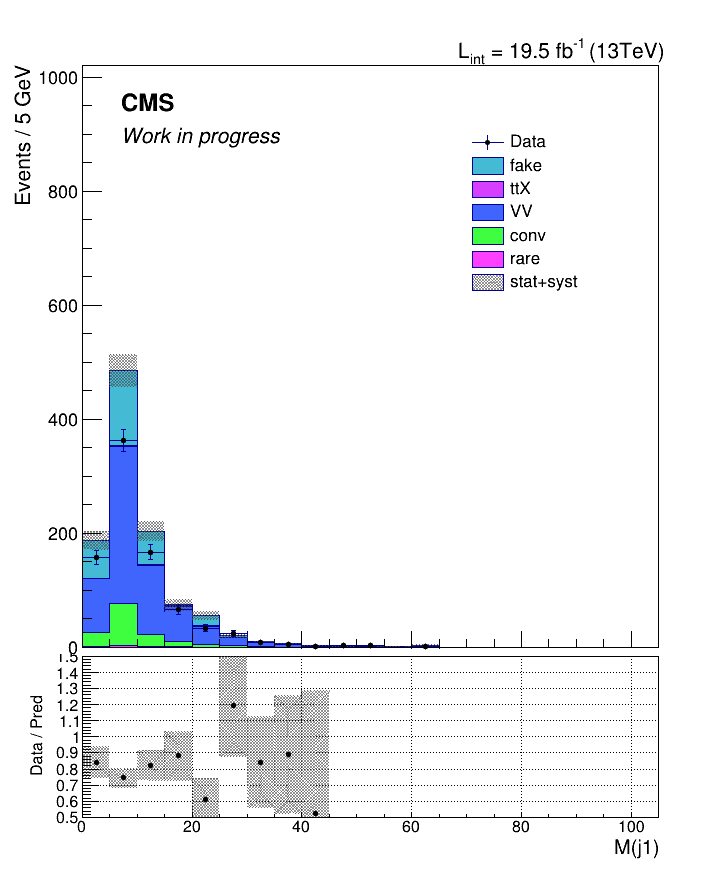 L_int = 19.5 fb^-1 (13TeV)
Events / 5 GeV
1000
800
600
400
200
0
CMS
Work in progress
Data
fake
ttX
VV
conv
rare
stat+syst
Data / Pred
1.5
1.4
1.3
1.2
1.1
1
0.9
0.8
0.7
0.6
0.5
0 20 40 60 80 100
M(j1)